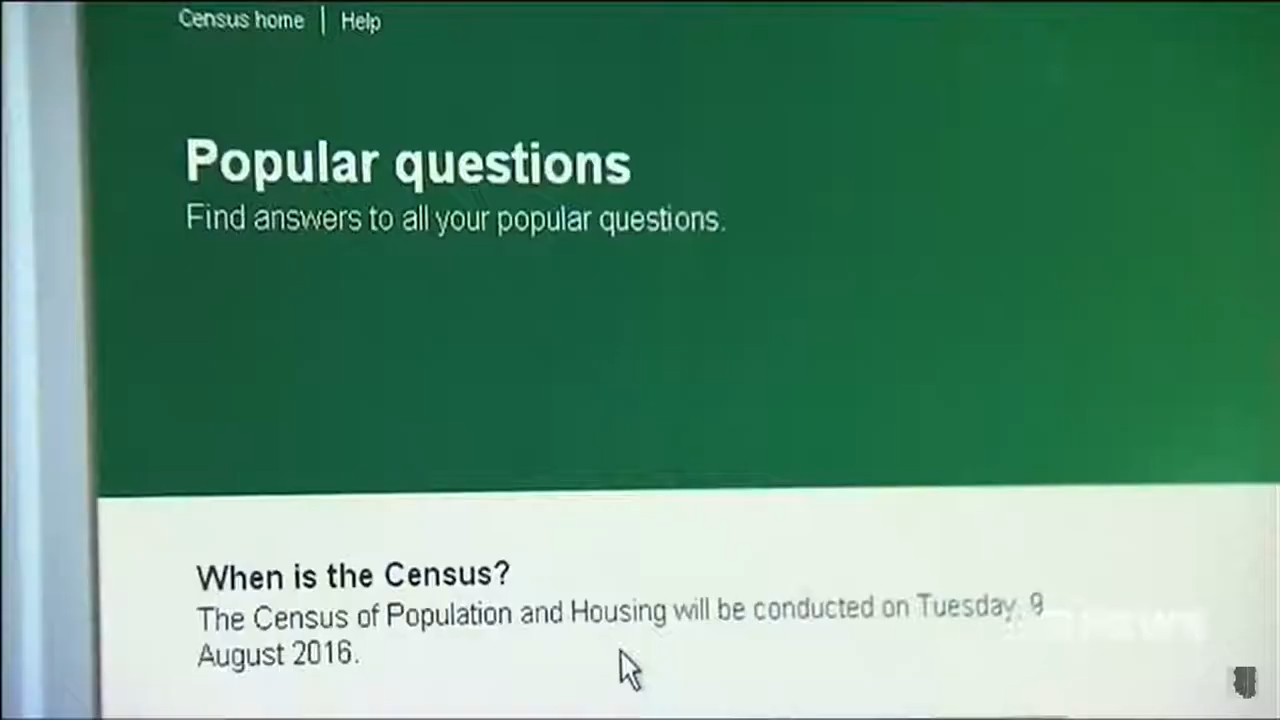 Census home | Help
Popular questions
Find answers to all your popular questions.
When is the Census?
The Census of Population and Housing will be conducted on Tuesday, 9
August 2016.
NEWS